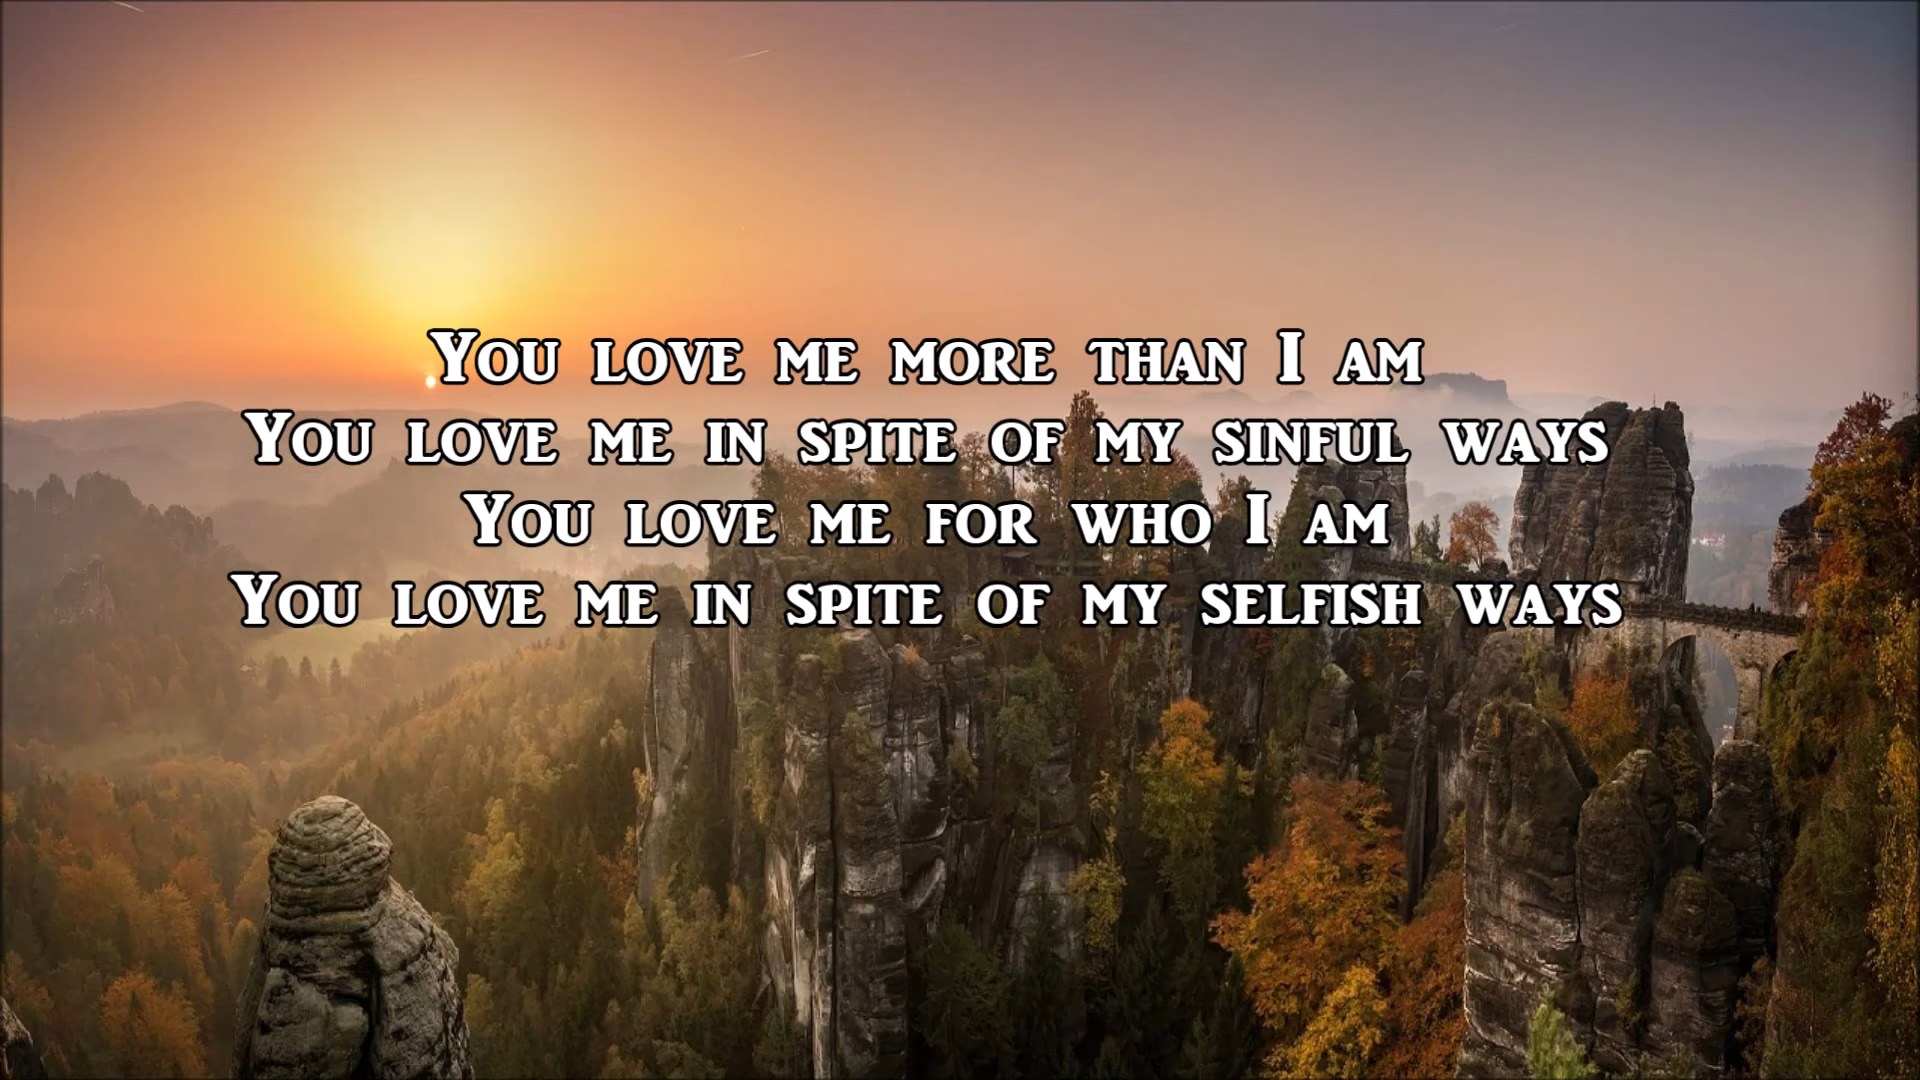 You love me more than I am
You love me in spite of my sinful ways
You love me for who I am
You love me in spite of my selfish ways